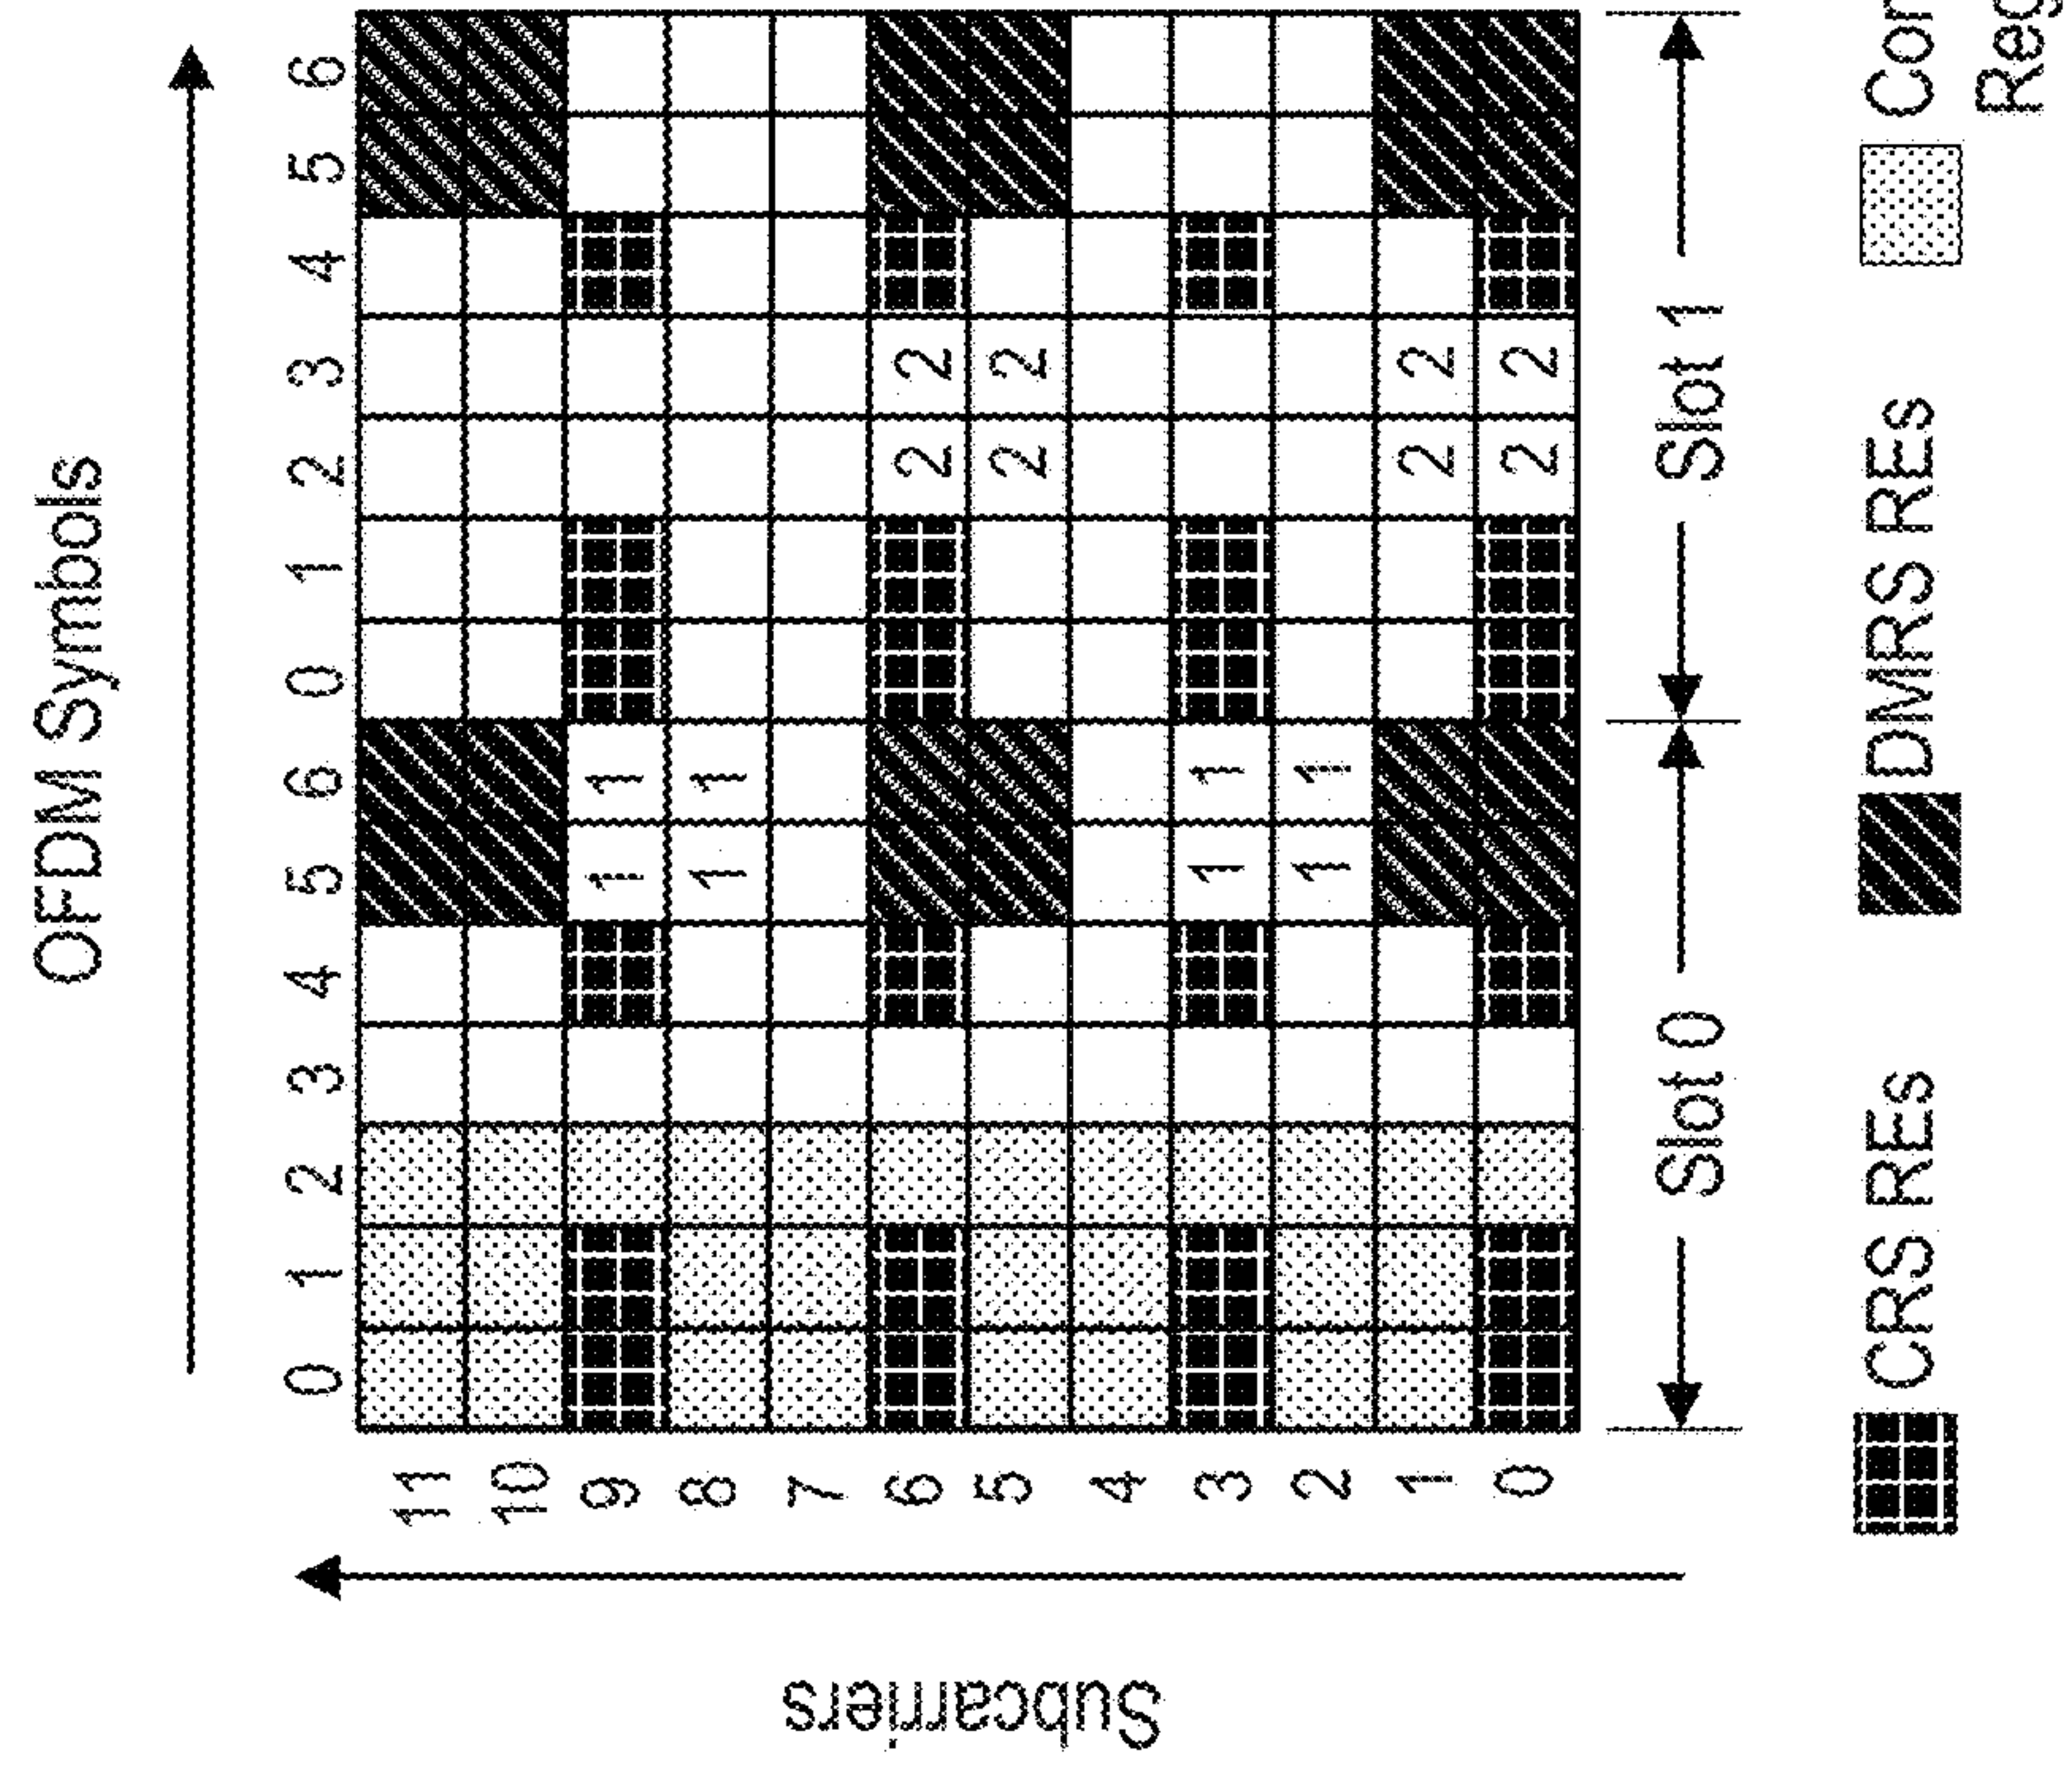 OFDM Symbols
Subcarriers
0 1 2 3 4 5 6 0 1 2 3 4 5 6
11
10
9 1 1
8 1 1
7
6 2 2
5 2 2
4
3 1 1
2 1 1
1 2 2
0 2 2
Slot 0 Slot 1
CRS REs DMRS REs